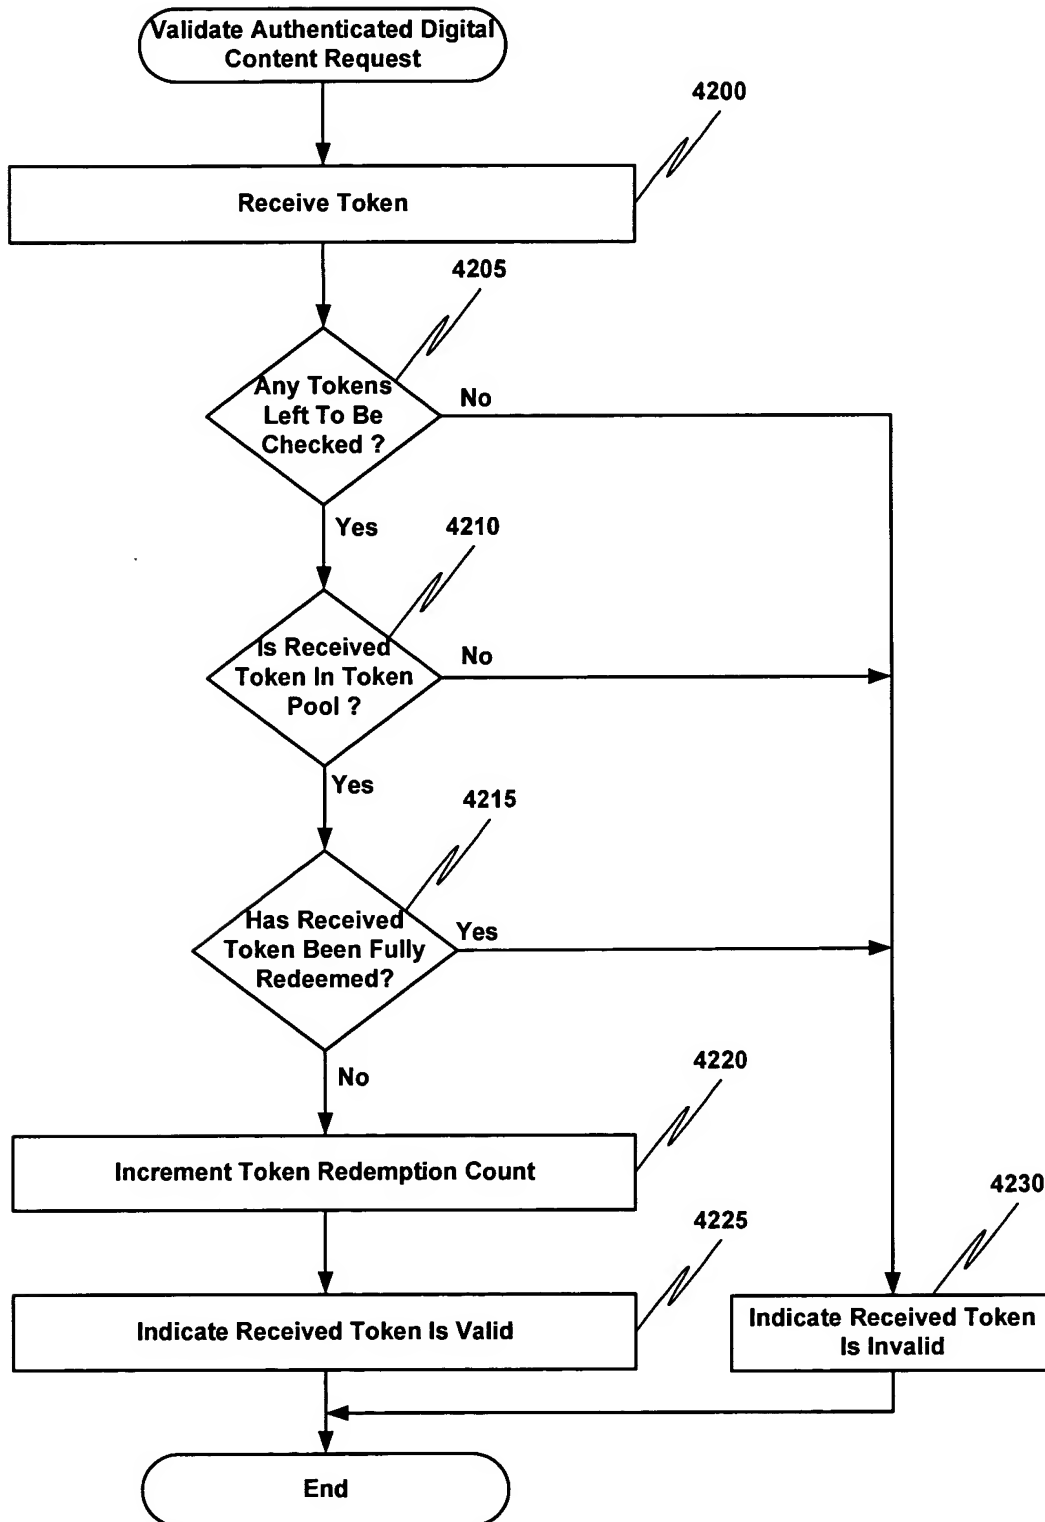 Validate Authenticated Digital
Content Request
4200
Receive Token
4205
Any Tokens
Left To Be
Checked ?
No
Yes
4210
Is Received
Token In Token
Pool ?
No
Yes
4215
Has Received
Token Been Fully
Redeemed?
Yes
No
4220
Increment Token Redemption Count
4225
Indicate Received Token Is Valid
4230
Indicate Received Token
Is Invalid
End